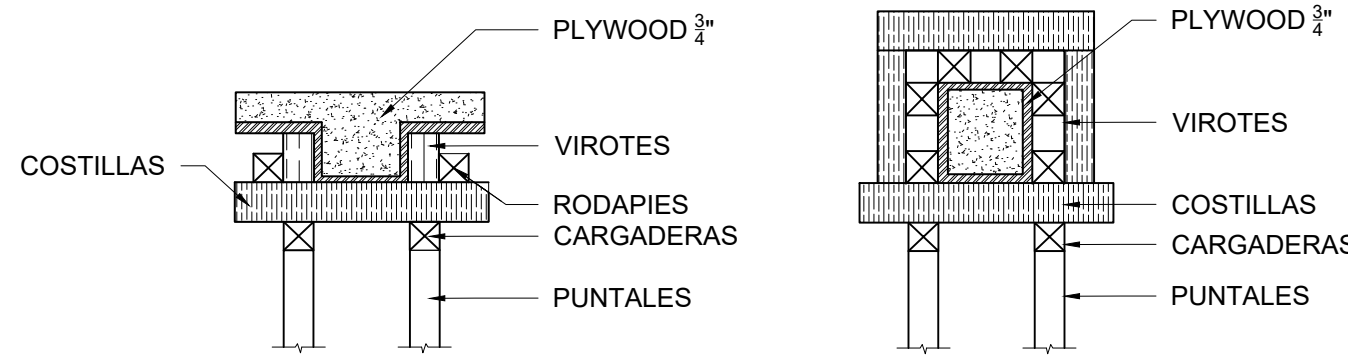 PLYWOOD 3/4"
COSTILLAS
VIROTES
RODAPIES
CARGADERAS
PUNTALES
PLYWOOD 3/4"
VIROTES
COSTILLAS
CARGADERAS
PUNTALES